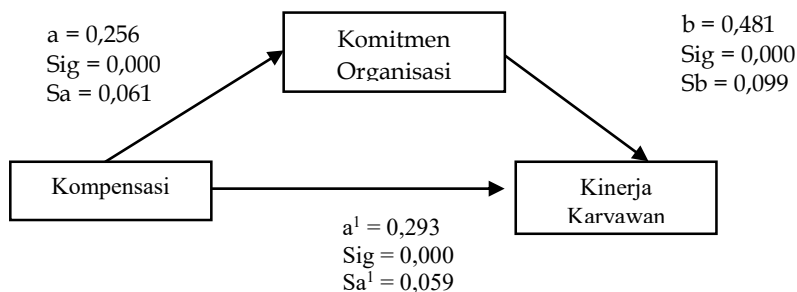 a = 0,256
Sig = 0,000
Sa = 0,061
Komitmen
Organisasi
b = 0,481
Sig = 0,000
Sb = 0,099
Kompensasi
Kinerja
Karyawan
a¹ = 0,293
Sig = 0,000
Sa¹ = 0,059